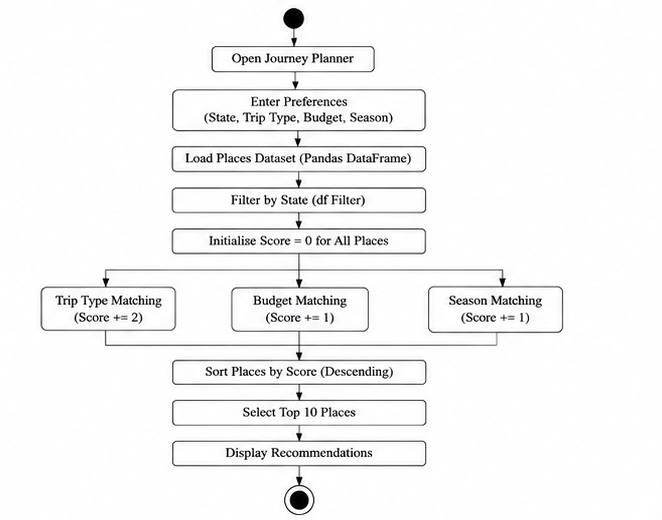 Open Journey Planner
Enter Preferences
(State, Trip Type, Budget, Season)
Load Places Dataset (Pandas DataFrame)
Filter by State (df Filter)
Initialise Score = 0 for All Places
Trip Type Matching
(Score += 2)
Budget Matching
(Score += 1)
Season Matching
(Score += 1)
Sort Places by Score (Descending)
Select Top 10 Places
Display Recommendations